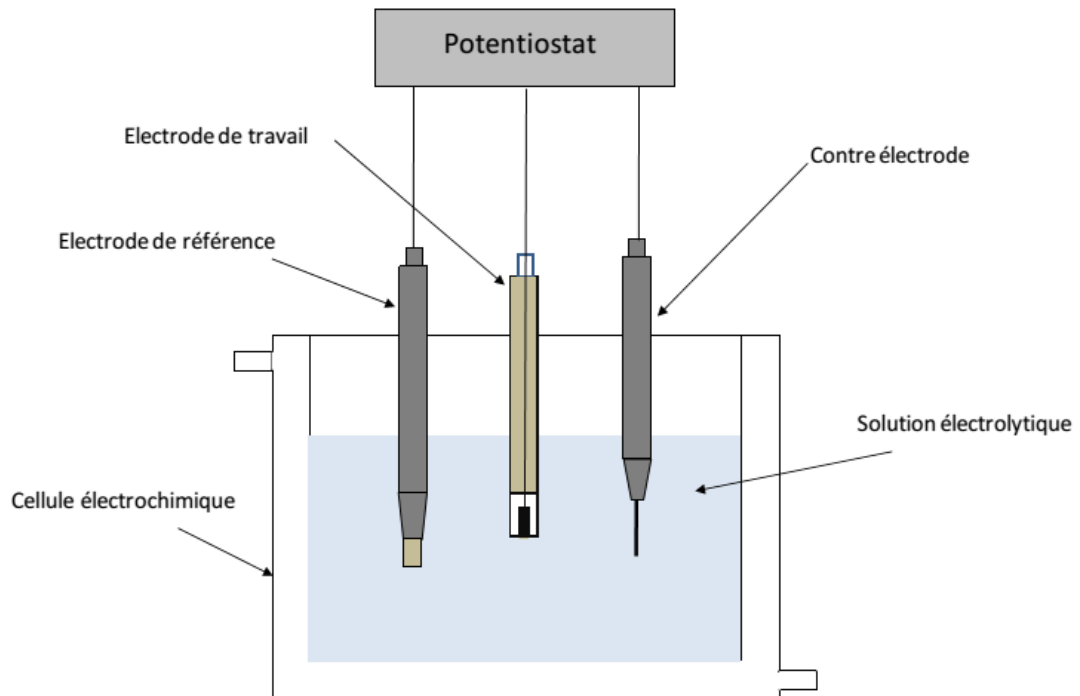 Potentiostat
Electrode de travail
Contre électrode
Electrode de référence
Solution électrolytique
Cellule électrochimique